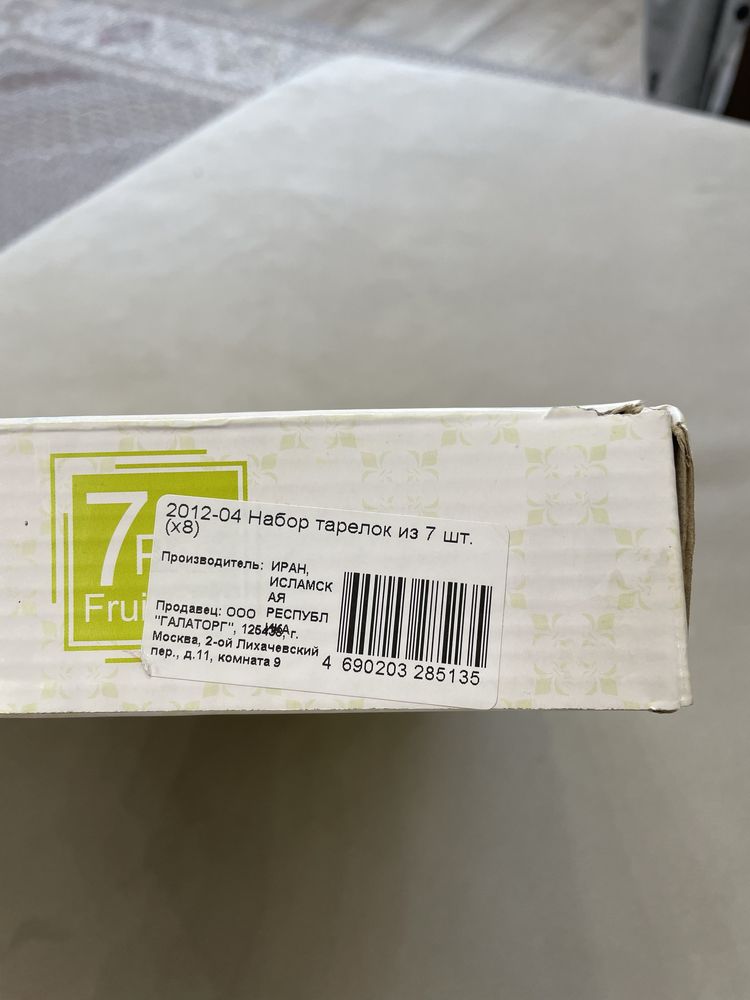 7
Frui
2012-04 Набор тарелок из 7 шт.
(x8)
Производитель: ИРАН,
ИСЛАМСК
АЯ
РЕСПУБЛ
ИКА
Продавец: ООО
"ГАЛАТОРГ", 125438, г.
Москва, 2-ой Лихачевский
пер., д.11, комната 9
4 690203 285135